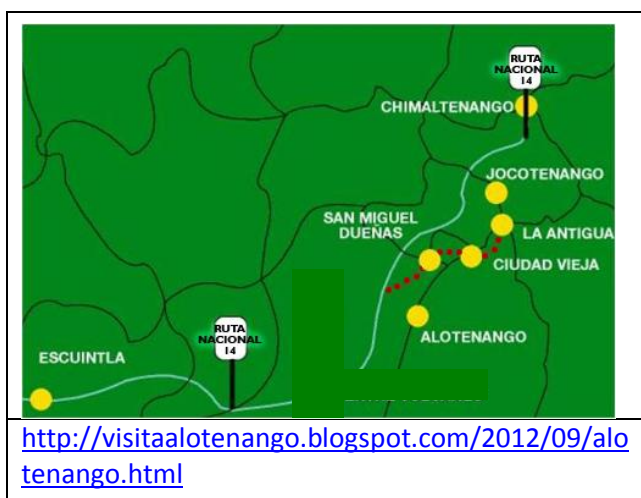 RUTA
NACIONAL
14
CHIMALTENANGO
JOCOTENANGO
SAN MIGUEL
DUEÑAS
LA ANTIGUA
CIUDAD VIEJA
RUTA
NACIONAL
14
ALOTENANGO
ESCUINTLA
http://visitaalotenango.blogspot.com/2012/09/alo
tenango.html